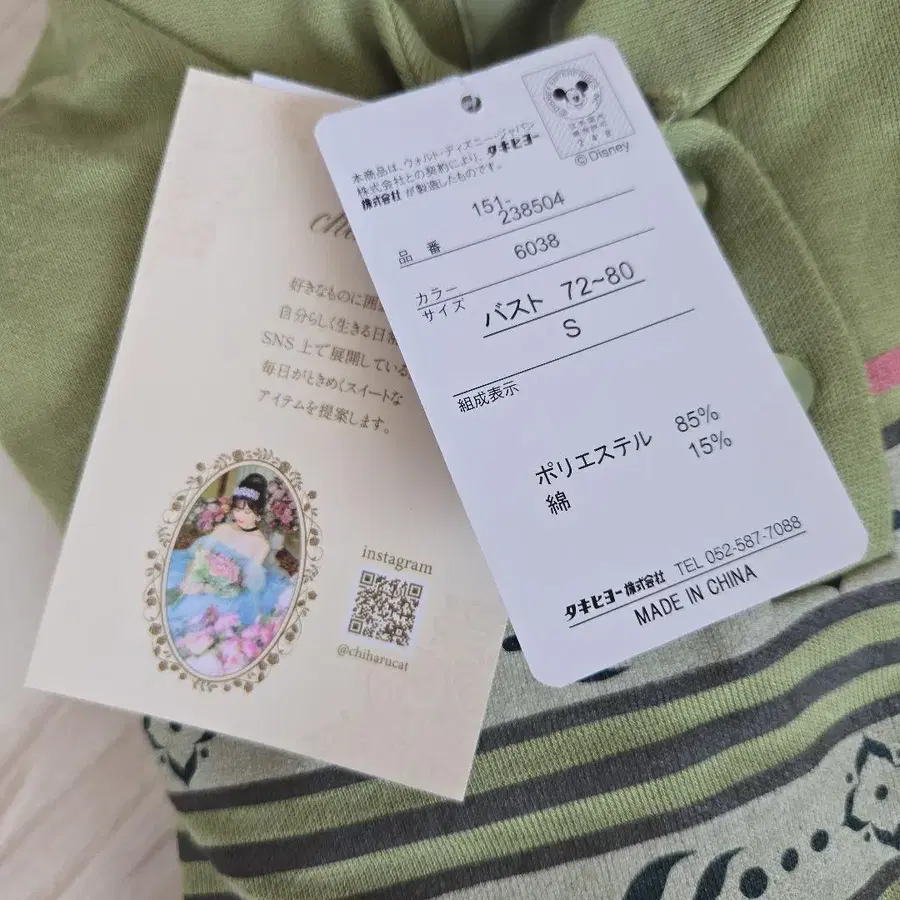 好きなものに囲
自分らしく生きる日常
SNS上で展開している
毎日がときめくスイートな
アイテムを提案します。
instagram
@chiharucat
© Disney
本商品は、ウォルト・ディズニー・ジャパン
株式会社との契約により、タキヒヨー
株式会社が製造したものです。
151-
238504
品 番
6038
カラー
サイズ
バスト 72~80
S
組成表示
ポリエステル 85%
綿 15%
タキヒヨー株式会社 TEL 052-587-7088
MADE IN CHINA